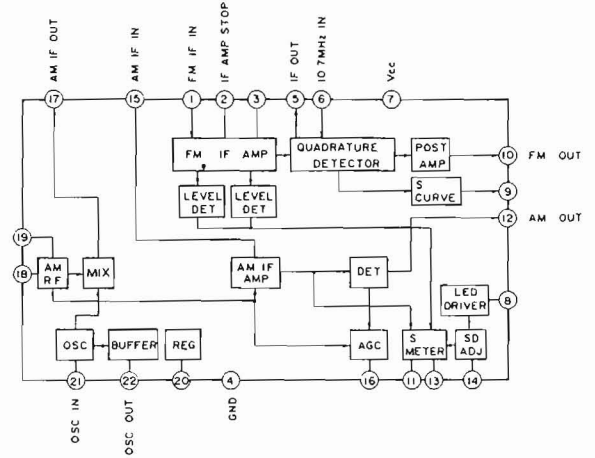 AM IF OUT
AM IF IN
FM IF IN
IF AMP STOP
IF OUT
10 7MHz IN
Vcc
17
15
1
2
3
5
6
7
FM IF AMP
QUADRATURE
DETECTOR
POST
AMP
10
FM OUT
LEVEL
DET
LEVEL
DET
S
CURVE
9
12
AM OUT
19
18
AM
RF
MIX
AM IF
AMP
DET
LED
DRIVER
8
OSC
BUFFER
REG
AGC
S
METER
SD
ADJ
21
22
20
4
16
11
13
14
OSC IN
OSC OUT
GND